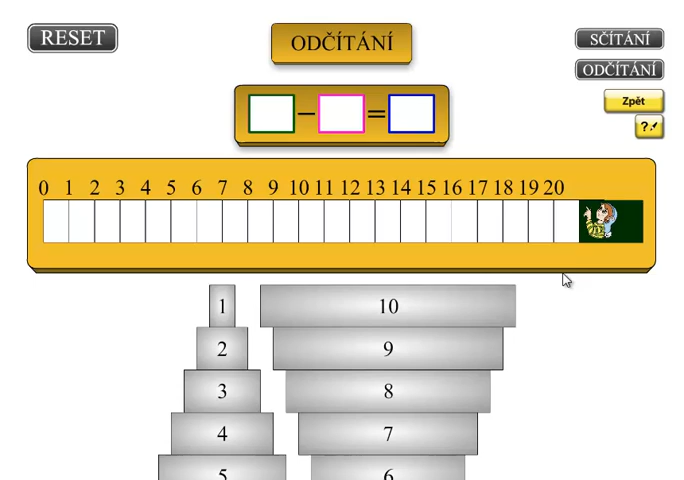 RESET
ODČÍTÁNÍ
SČÍTÁNÍ
ODČÍTÁNÍ
Zpět
?
− =
0 1 2 3 4 5 6 7 8 9 10 11 12 13 14 15 16 17 18 19 20
1 10
2 9
3 8
4 7
5 6